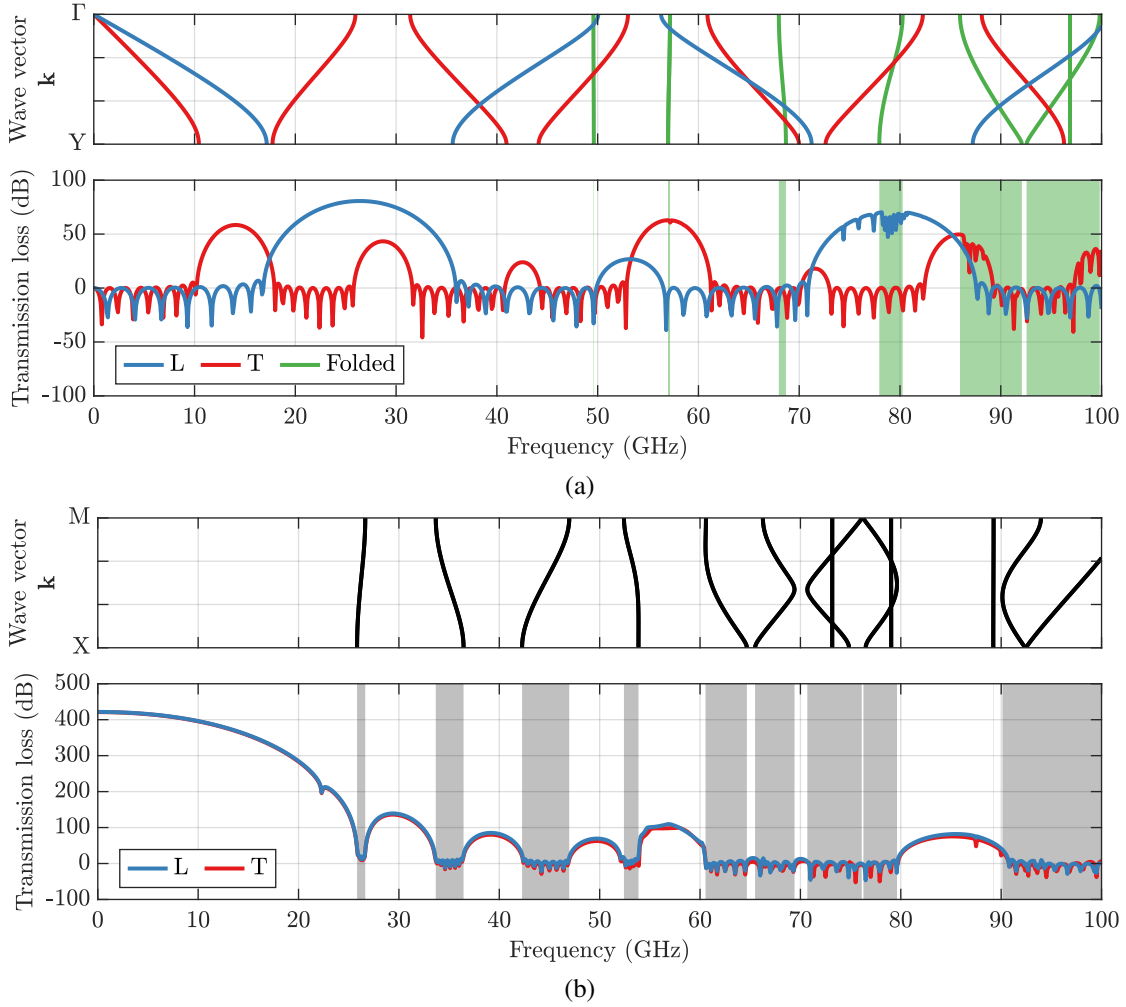 Γ
Wave vector
k
Y
100
50
0
-50
-100
Transmission loss (dB)
L T Folded
0 10 20 30 40 50 60 70 80 90 100
Frequency (GHz)
(a)
M
Wave vector
k
X
500
400
300
200
100
0
-100
Transmission loss (dB)
L T
0 10 20 30 40 50 60 70 80 90 100
Frequency (GHz)
(b)